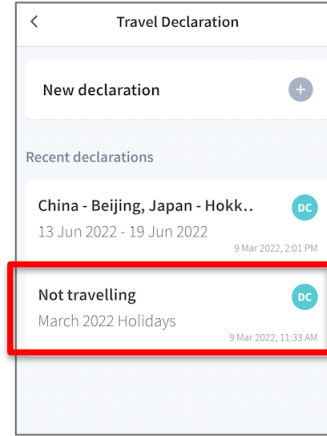 Travel Declaration
New declaration
Recent declarations
China - Beijing, Japan - Hokk..
DC
13 Jun 2022 - 19 Jun 2022
9 Mar 2022, 2:01 PM
Not travelling
DC
March 2022 Holidays
9 Mar 2022, 11:33 AM